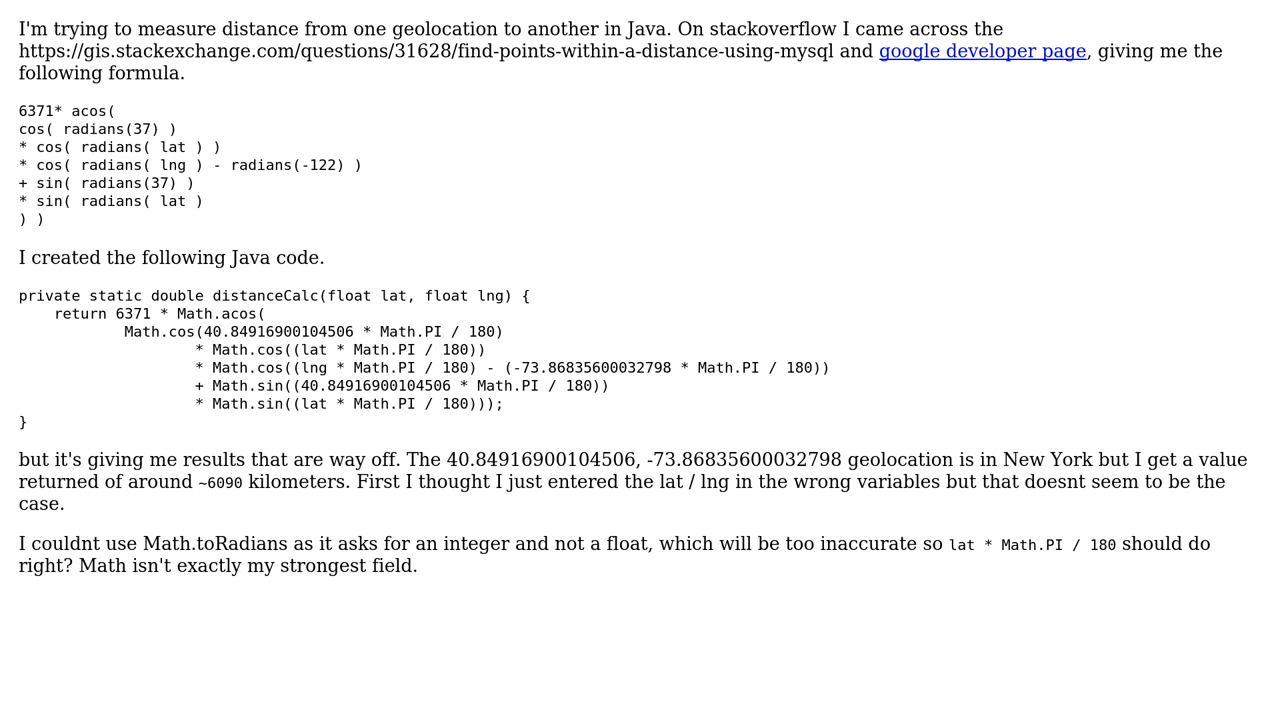 I'm trying to measure distance from one geolocation to another in Java. On stackoverflow I came across the
https://gis.stackexchange.com/questions/31628/find-points-within-a-distance-using-mysql and google developer page, giving me the
following formula.
6371* acos(
cos( radians(37) )
* cos( radians( lat ) )
* cos( radians( lng ) - radians(-122) )
+ sin( radians(37) )
* sin( radians( lat )
) )
I created the following Java code.
private static double distanceCalc(float lat, float lng) {
    return 6371 * Math.acos(
            Math.cos(40.84916900104506 * Math.PI / 180)
                    * Math.cos((lat * Math.PI / 180))
                    * Math.cos((lng * Math.PI / 180) - (-73.86835600032798 * Math.PI / 180))
                    + Math.sin((40.84916900104506 * Math.PI / 180))
                    * Math.sin((lat * Math.PI / 180)));
}
but it's giving me results that are way off. The 40.84916900104506, -73.86835600032798 geolocation is in New York but I get a value
returned of around ~6090 kilometers. First I thought I just entered the lat / lng in the wrong variables but that doesnt seem to be the
case.
I couldnt use Math.toRadians as it asks for an integer and not a float, which will be too inaccurate so lat * Math.PI / 180 should do
right? Math isn't exactly my strongest field.